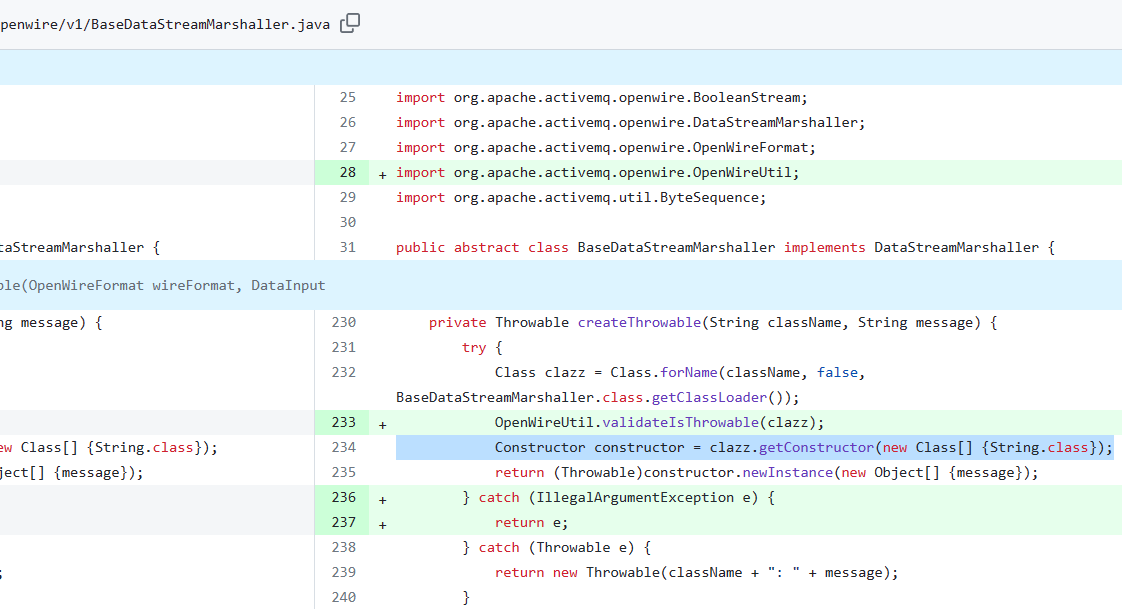 penwire/v1/BaseDataStreamMarshaller.java
25 import org.apache.activemq.openwire.BooleanStream;
26 import org.apache.activemq.openwire.DataStreamMarshaller;
27 import org.apache.activemq.openwire.OpenWireFormat;
28 + import org.apache.activemq.openwire.OpenWireUtil;
29 import org.apache.activemq.util.ByteSequence;
30
taStreamMarshaller { 31 public abstract class BaseDataStreamMarshaller implements DataStreamMarshaller {
ble(OpenWireFormat wireFormat, DataInput
ng message) { 230 private Throwable createThrowable(String className, String message) {
231 try {
232 Class clazz = Class.forName(className, false,
BaseDataStreamMarshaller.class.getClassLoader());
233 + OpenWireUtil.validateIsThrowable(clazz);
ew Class[] {String.class}); 234 Constructor constructor = clazz.getConstructor(new Class[] {String.class});
ject[] {message}); 235 return (Throwable)constructor.newInstance(new Object[] {message});
236 + } catch (IllegalArgumentException e) {
237 + return e;
238 } catch (Throwable e) {
; 239 return new Throwable(className + ": " + message);
240 }